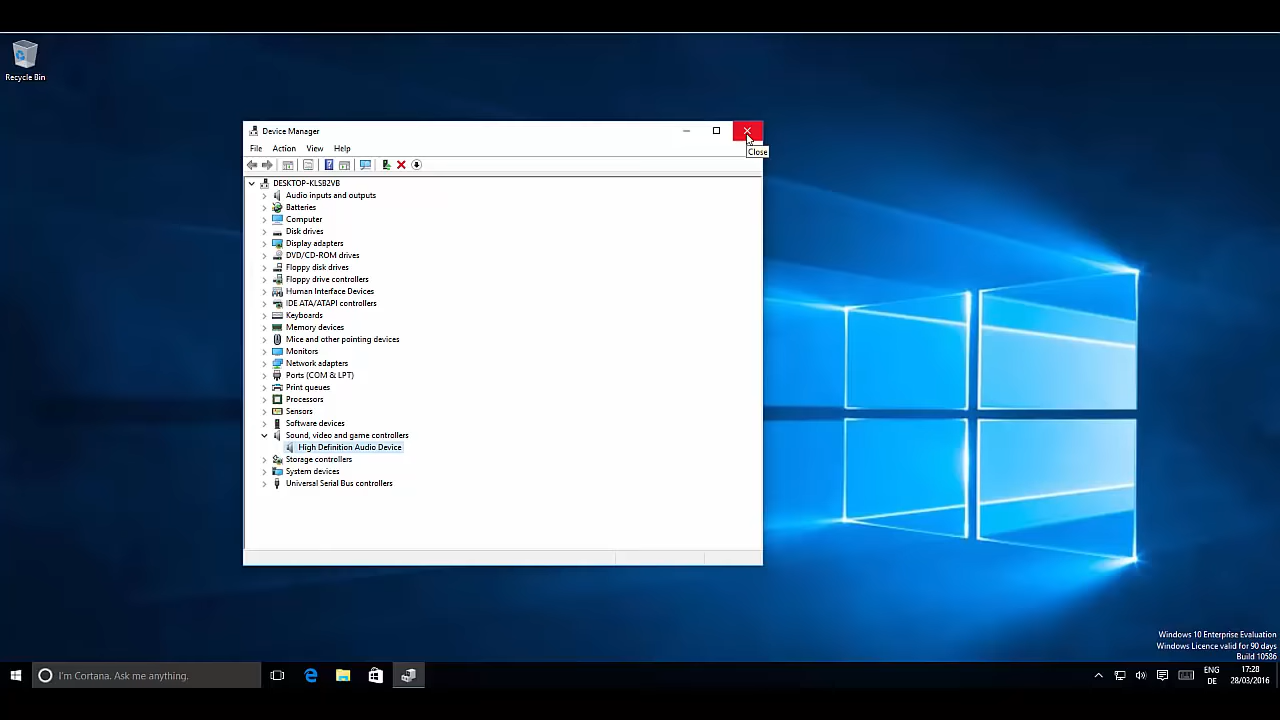 Recycle Bin
Device Manager
Close
File Action View Help
DESKTOP-KLSB2VB
Audio inputs and outputs
Batteries
Computer
Disk drives
Display adapters
DVD/CD-ROM drives
Floppy disk drives
Floppy drive controllers
Human Interface Devices
IDE ATA/ATAPI controllers
Keyboards
Memory devices
Mice and other pointing devices
Monitors
Network adapters
Ports (COM & LPT)
Print queues
Processors
Sensors
Software devices
Sound, video and game controllers
High Definition Audio Device
Storage controllers
System devices
Universal Serial Bus controllers
Windows 10 Enterprise Evaluation
Windows Licence valid for 90 days
Build 10586
I'm Cortana. Ask me anything.
ENG
DE
17:28
28/03/2016